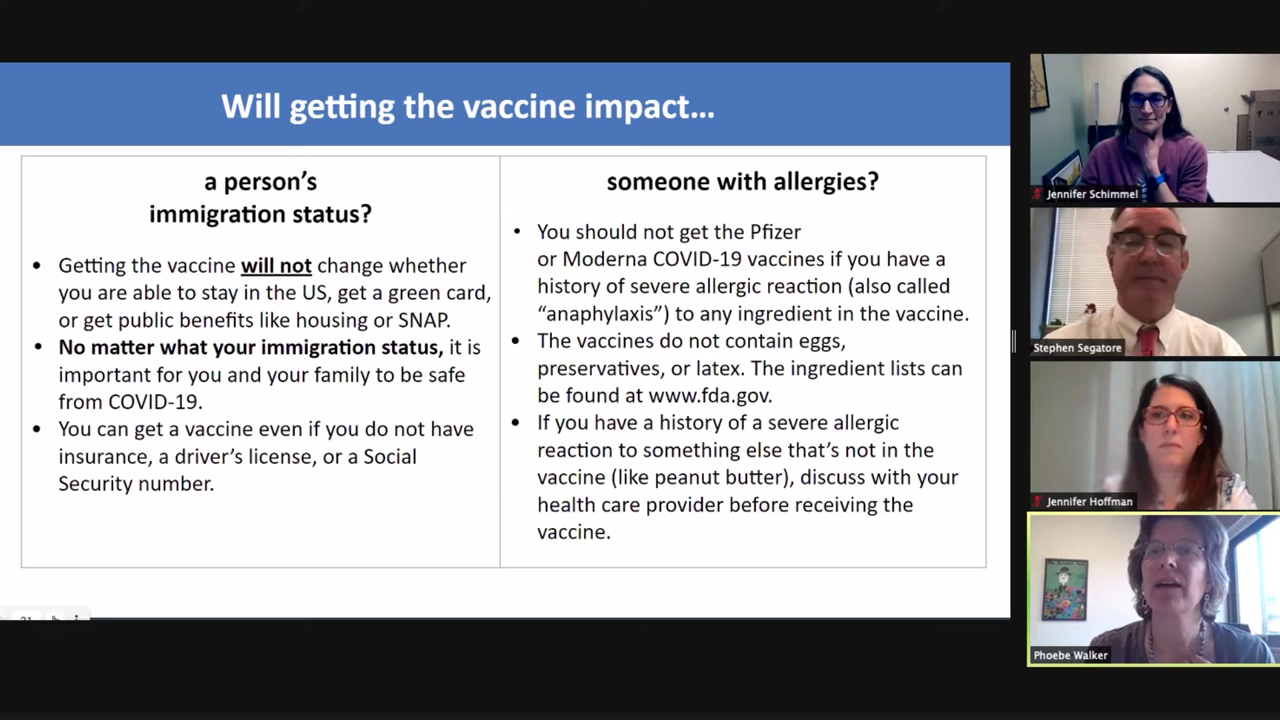 Will getting the vaccine impact…
a person's
immigration status?
• Getting the vaccine will not change whether
you are able to stay in the US, get a green card,
or get public benefits like housing or SNAP.
• No matter what your immigration status, it is
important for you and your family to be safe
from COVID-19.
• You can get a vaccine even if you do not have
insurance, a driver's license, or a Social
Security number.
someone with allergies?
• You should not get the Pfizer
or Moderna COVID-19 vaccines if you have a
history of severe allergic reaction (also called
“anaphylaxis”) to any ingredient in the vaccine.
• The vaccines do not contain eggs,
preservatives, or latex. The ingredient lists can
be found at www.fda.gov.
• If you have a history of a severe allergic
reaction to something else that's not in the
vaccine (like peanut butter), discuss with your
health care provider before receiving the
vaccine.
Jennifer Schimmel
Stephen Segatore
Jennifer Hoffman
Phoebe Walker